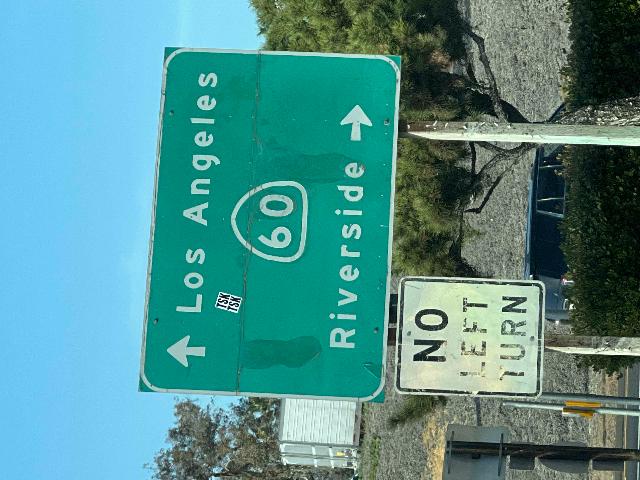 Los Angeles
60
Riverside
NO
LEFT
TURN